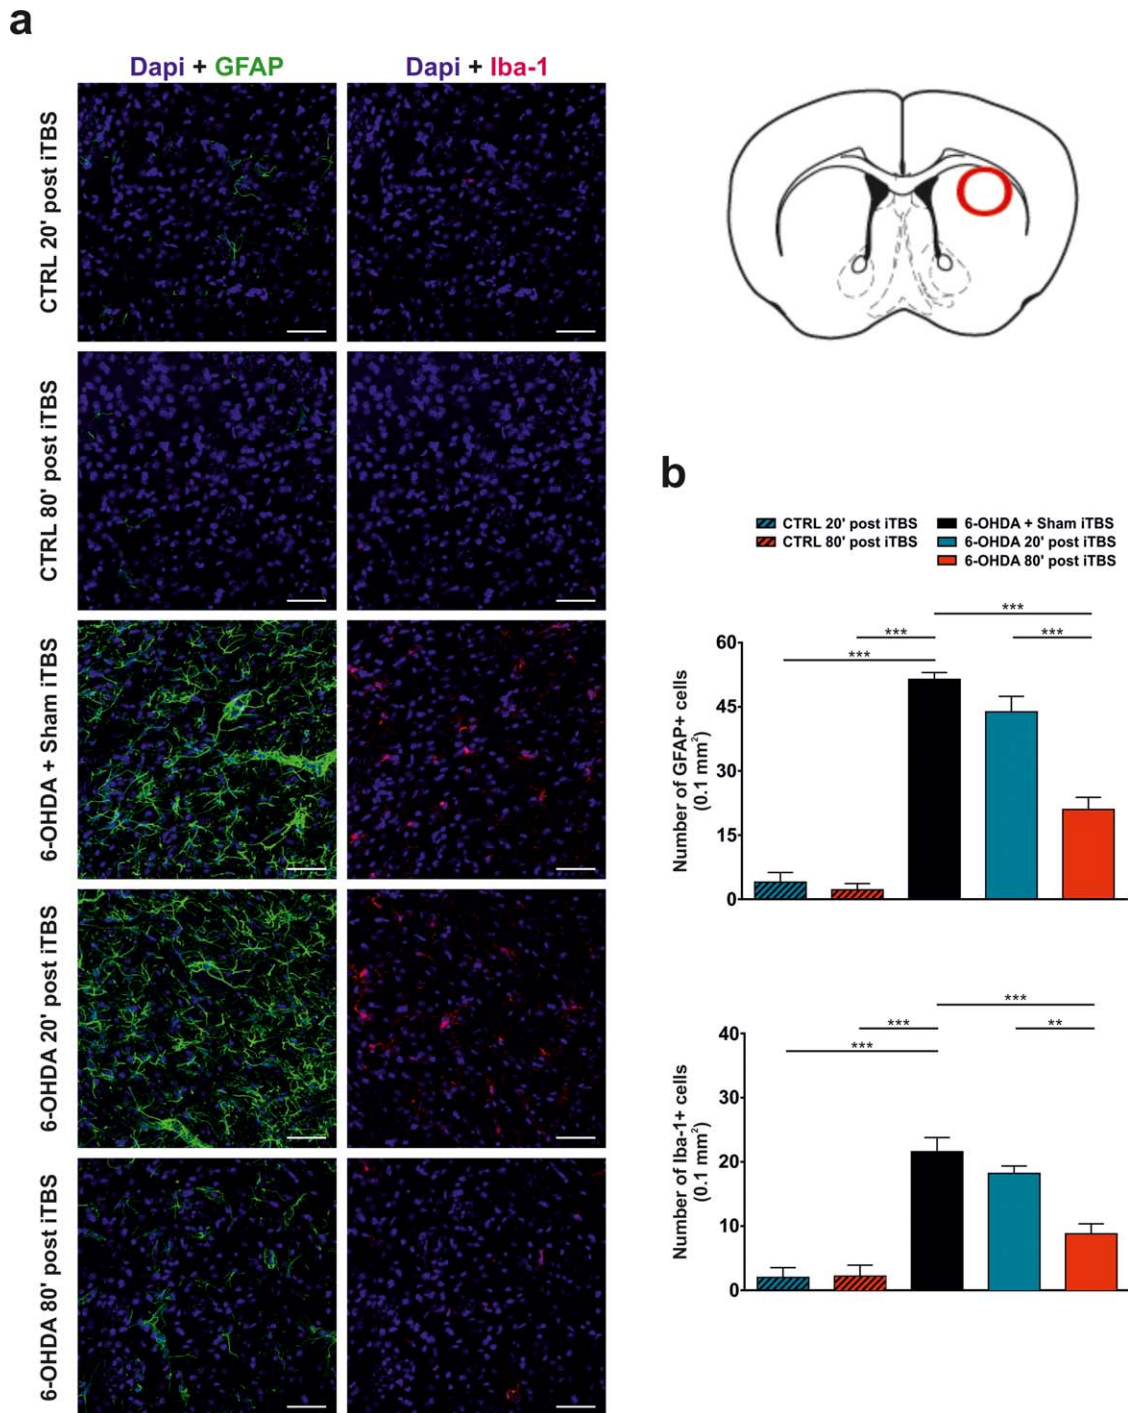 a
Dapi + GFAP
Dapi + Iba-1
CTRL 20' post iTBS
CTRL 80' post iTBS
6-OHDA + Sham iTBS
6-OHDA 20' post iTBS
6-OHDA 80' post iTBS
b
CTRL 20' post iTBS
CTRL 80' post iTBS
6-OHDA + Sham iTBS
6-OHDA 20' post iTBS
6-OHDA 80' post iTBS
***
***
***
***
Number of GFAP+ cells
(0.1 mm²)
60
45
30
15
0
***
***
**
***
Number of Iba-1+ cells
(0.1 mm²)
40
30
20
10
0